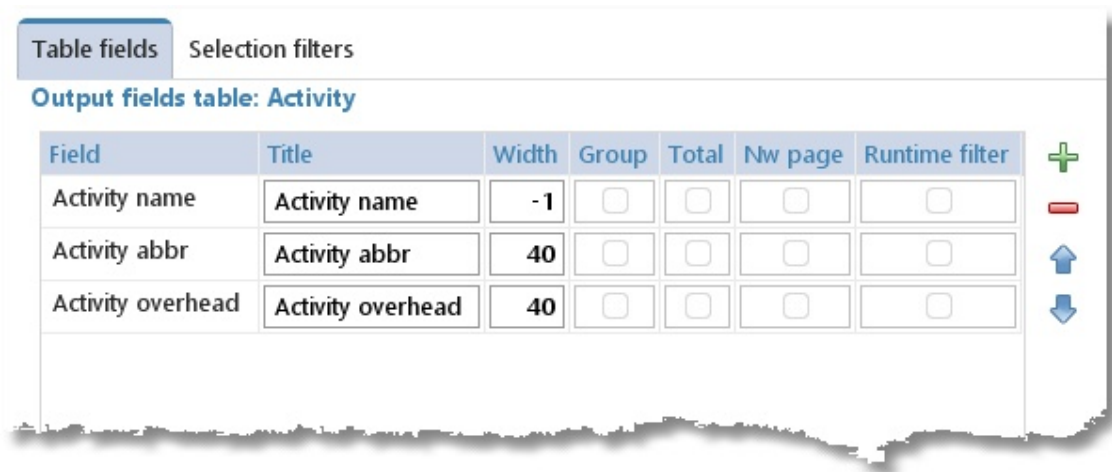 Table fields Selection filters
Output fields table: Activity
Field Title Width Group Total Nw page Runtime filter
Activity name Activity name -1
Activity abbr Activity abbr 40
Activity overhead Activity overhead 40